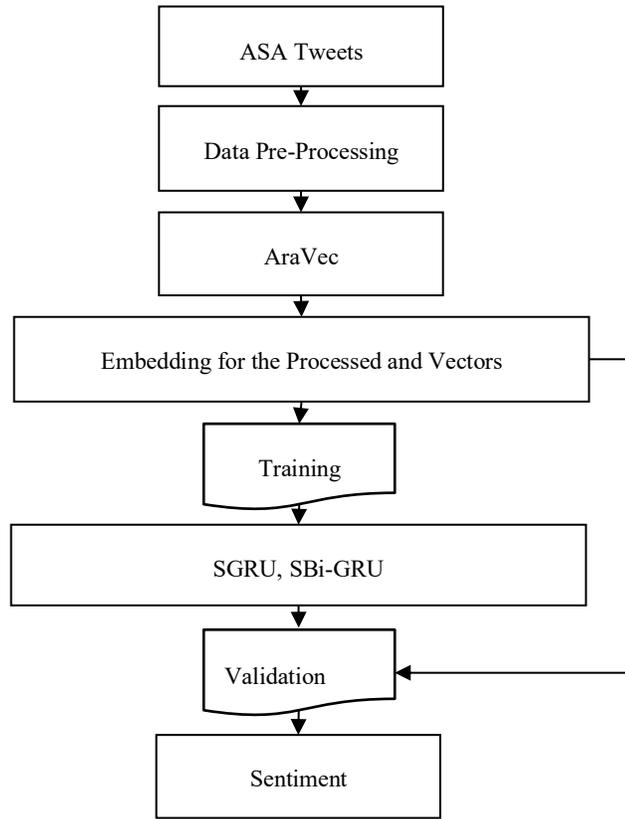 ASA Tweets
Data Pre-Processing
AraVec
Embedding for the Processed and Vectors
Training
SGRU, SBi-GRU
Validation
Sentiment